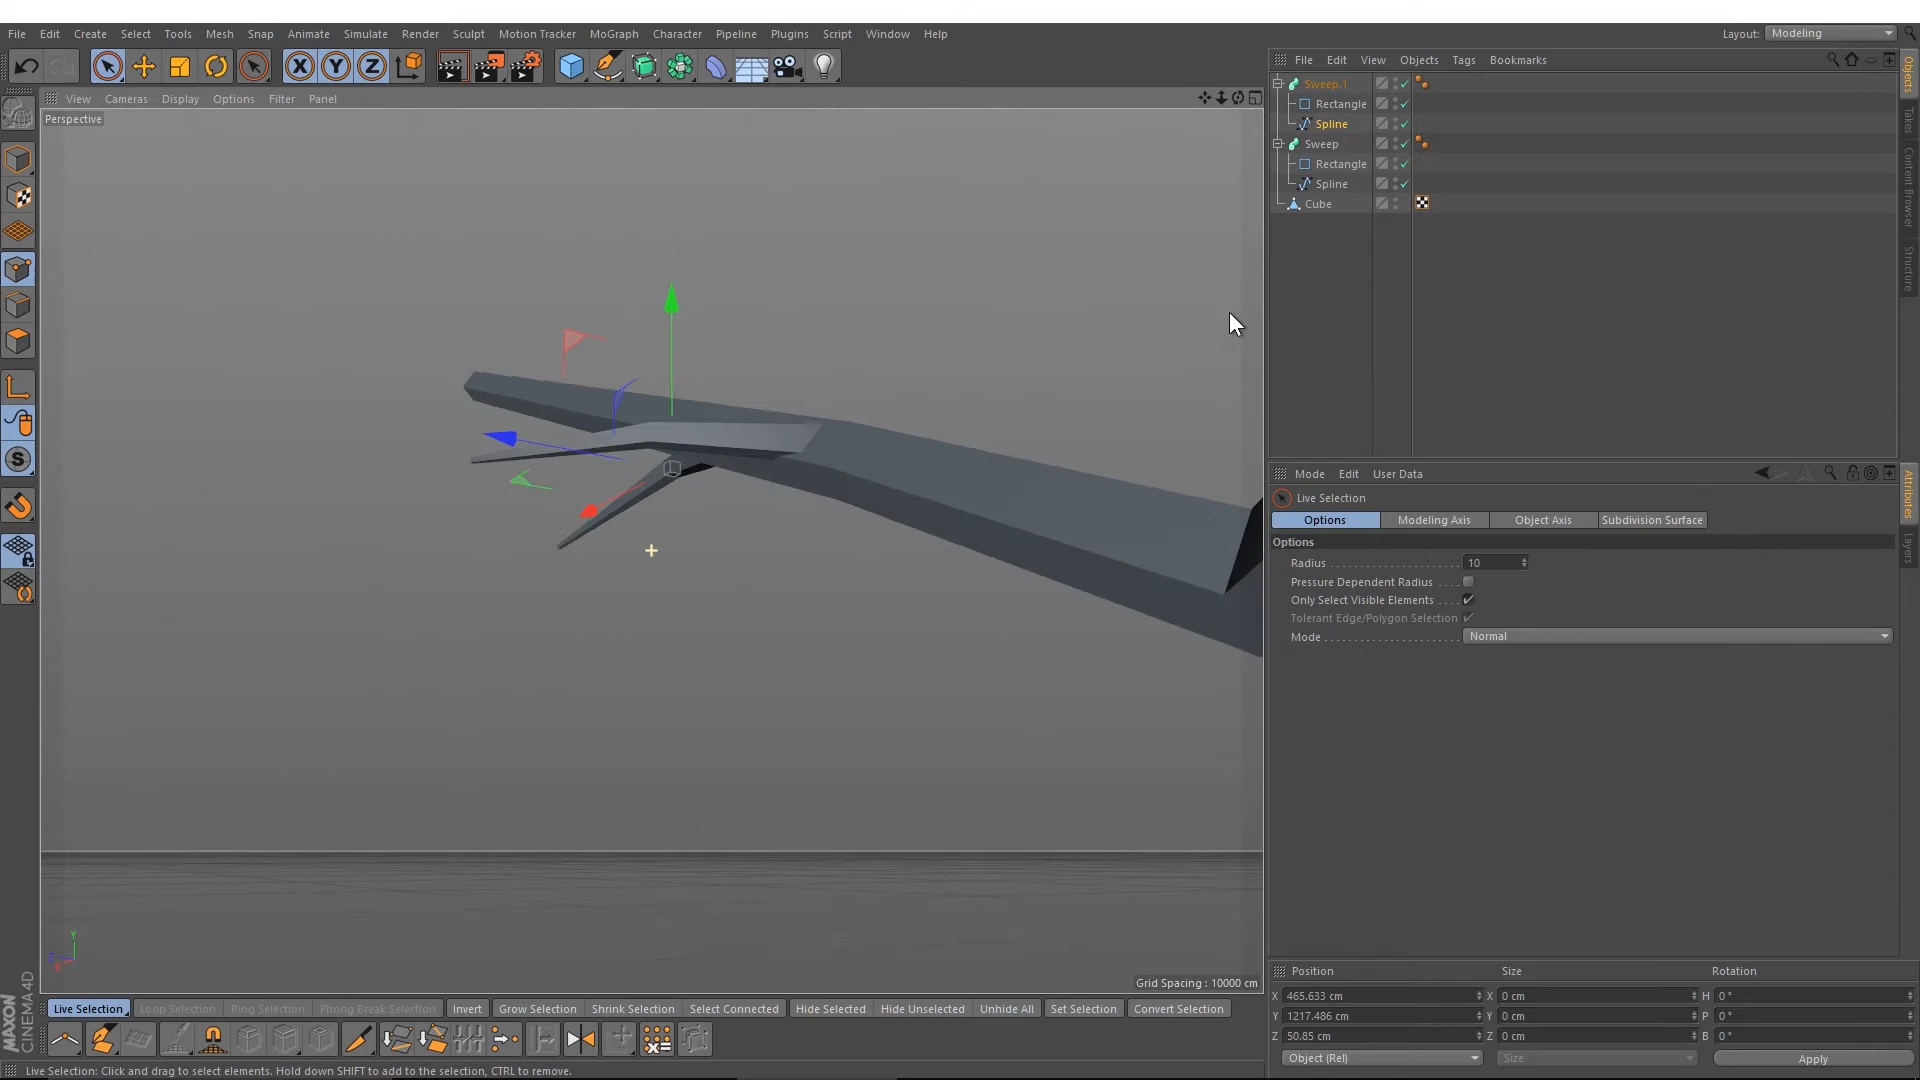 File Edit Create Select Tools Mesh Snap Animate Simulate Render Sculpt Motion Tracker MoGraph Character Pipeline Plugins Script Window Help
Layout: Modeling
X Y Z
View Cameras Display Options Filter Panel
Perspective
File Edit View Objects Tags Bookmarks
Sweep.1
Rectangle
Spline
Sweep
Rectangle
Spline
Cube
Objects
Takes
Content Browser
Structure
S
Mode Edit User Data
Live Selection
Options Modeling Axis Object Axis Subdivision Surface
Options
Radius 10
Pressure Dependent Radius
Only Select Visible Elements
Tolerant Edge/Polygon Selection
Mode Normal
Attributes
Layers
Y
Z
X
Grid Spacing : 10000 cm
Position Size Rotation
X 465.633 cm X 0 cm H 0 °
Y 1217.486 cm Y 0 cm P 0 °
Z 50.85 cm Z 0 cm B 0 °
Object (Rel) Size Apply
Live Selection Loop Selection Ring Selection Phong Break Selection Invert Grow Selection Shrink Selection Select Connected Hide Selected Hide Unselected Unhide All Set Selection Convert Selection
MAXON
CINEMA 4D
Live Selection: Click and drag to select elements. Hold down SHIFT to add to the selection, CTRL to remove.